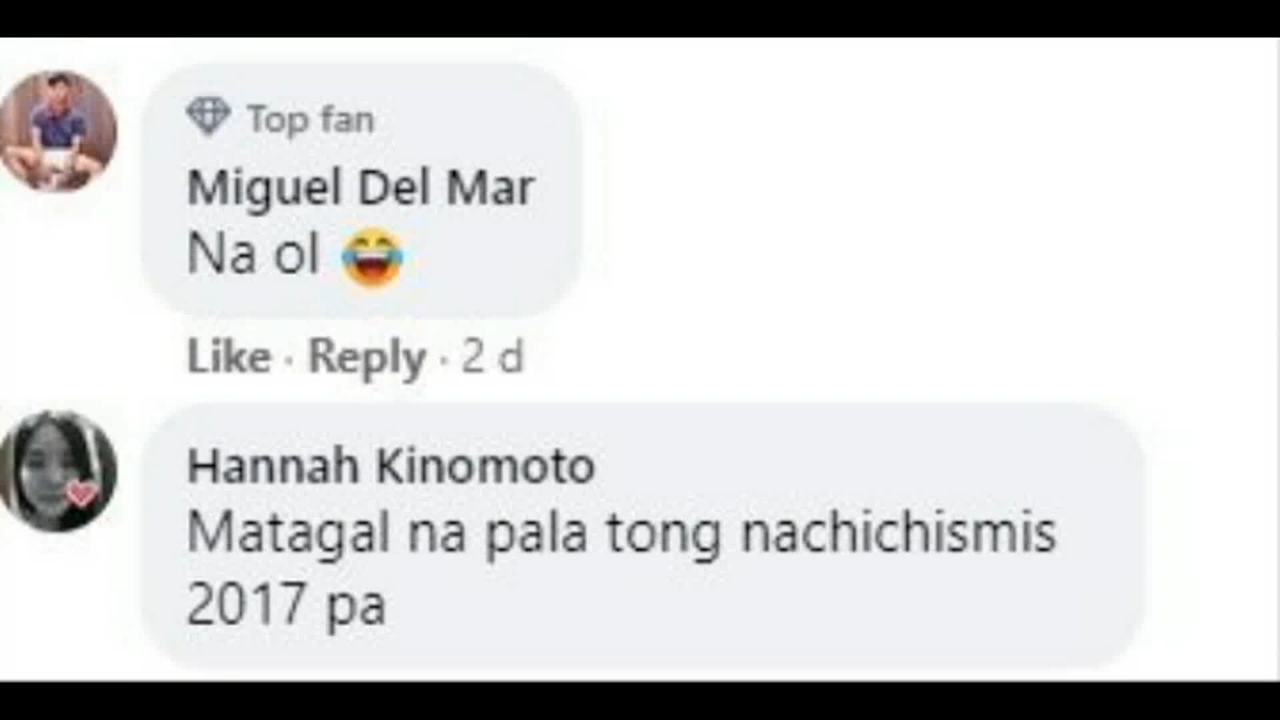 Top fan
Miguel Del Mar
Na ol 😂
Like · Reply · 2 d
Hannah Kinomoto
Matagal na pala tong nachichismis
2017 pa